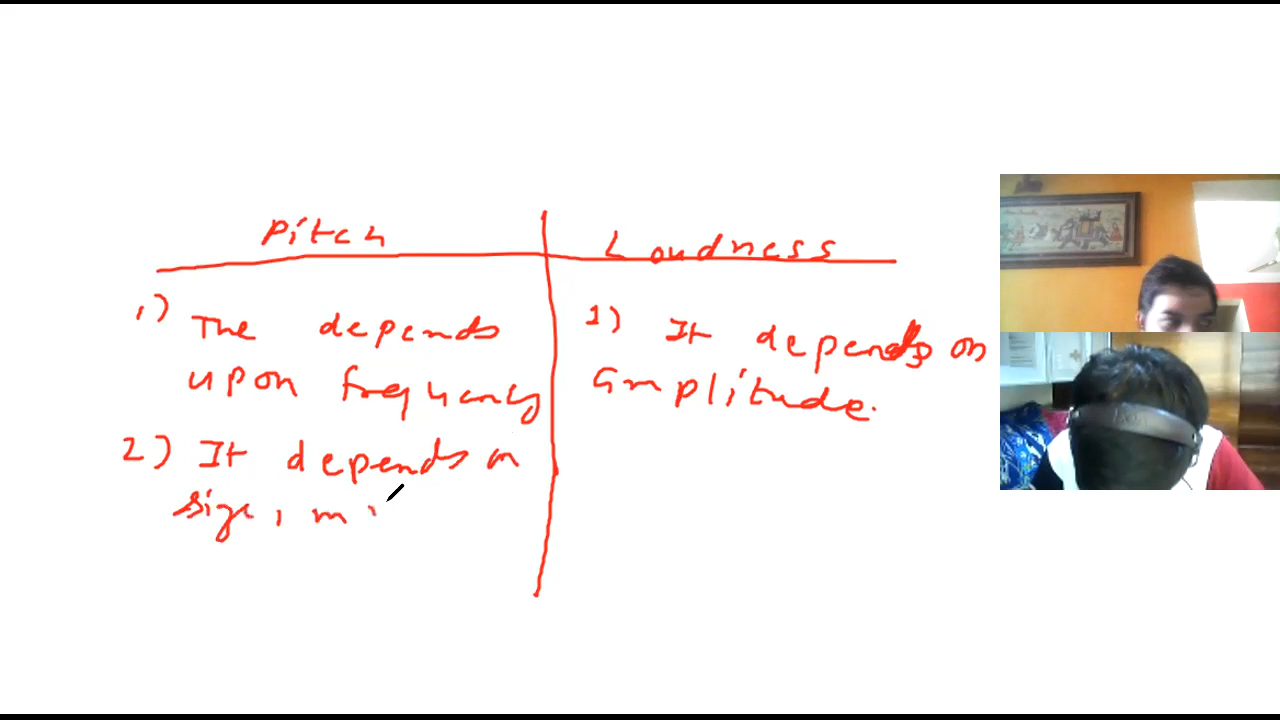 Pitch
Loudness
1) The depends
upon frequency
2) It depends on
size, m
1) It depends on
amplitude.